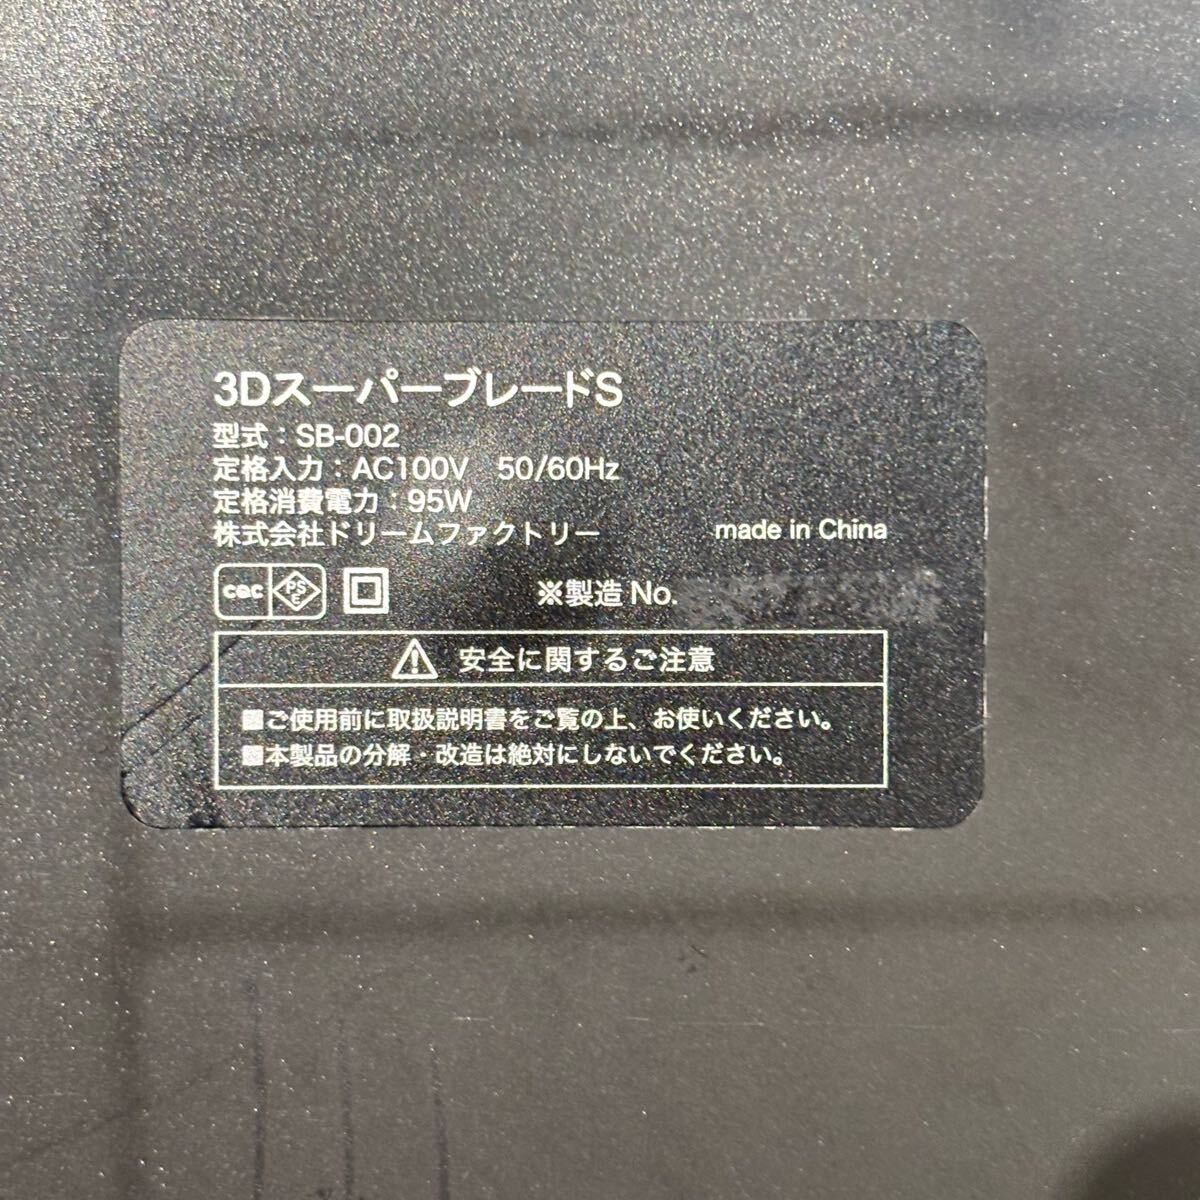 3DスーパーブレードS
型式：SB-002
定格入力：AC100V　50/60Hz
定格消費電力：95W
株式会社ドリームファクトリー　made in China
cqc PSE ※製造No.
安全に関するご注意
■ご使用前に取扱説明書をご覧の上、お使いください。
■本製品の分解・改造は絶対にしないでください。